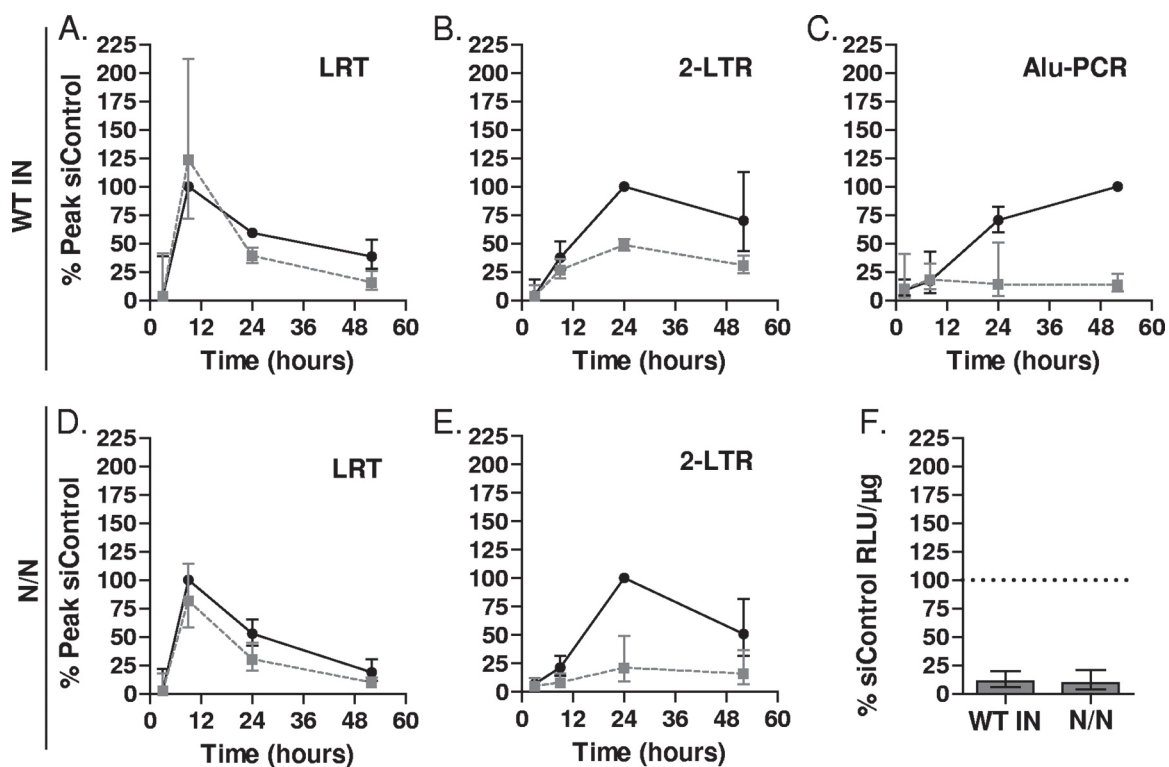 WT IN
A.
LRT
% Peak siControl
225
200
175
150
125
100
75
50
25
0
0 12 24 36 48 60
Time (hours)
B.
2-LTR
225
200
175
150
125
100
75
50
25
0
0 12 24 36 48 60
Time (hours)
C.
Alu-PCR
225
200
175
150
125
100
75
50
25
0
0 12 24 36 48 60
Time (hours)
N/N
D.
LRT
% Peak siControl
225
200
175
150
125
100
75
50
25
0
0 12 24 36 48 60
Time (hours)
E.
2-LTR
225
200
175
150
125
100
75
50
25
0
0 12 24 36 48 60
Time (hours)
F.
% siControl RLU/µg
225
200
175
150
125
100
75
50
25
0
WT IN N/N